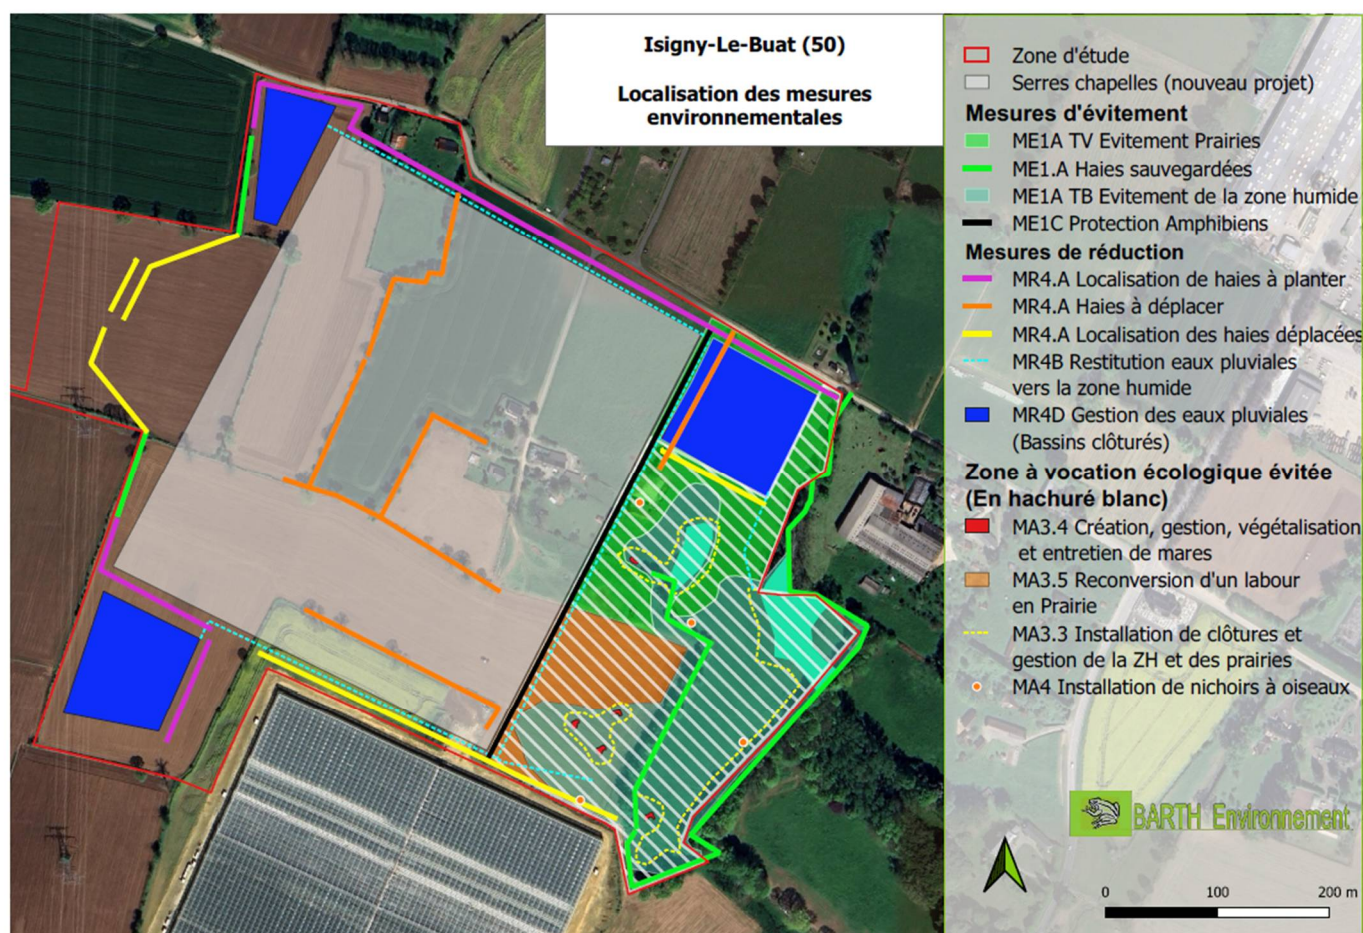 Isigny-Le-Buat (50)
Localisation des mesures
environnementales
Zone d'étude
Serres chapelles (nouveau projet)
Mesures d'évitement
ME1A TV Evitement Prairies
ME1.A Haies sauvegardées
ME1A TB Evitement de la zone humide
ME1C Protection Amphibiens
Mesures de réduction
MR4.A Localisation de haies à planter
MR4.A Haies à déplacer
MR4.A Localisation des haies déplacées
MR4B Restitution eaux pluviales
vers la zone humide
MR4D Gestion des eaux pluviales
(Bassins clôturés)
Zone à vocation écologique évitée
(En hachuré blanc)
MA3.4 Création, gestion, végétalisation
et entretien de mares
MA3.5 Reconversion d'un labour
en Prairie
MA3.3 Installation de clôtures et
gestion de la ZH et des prairies
MA4 Installation de nichoirs à oiseaux
BARTH Environnement
0 100 200 m